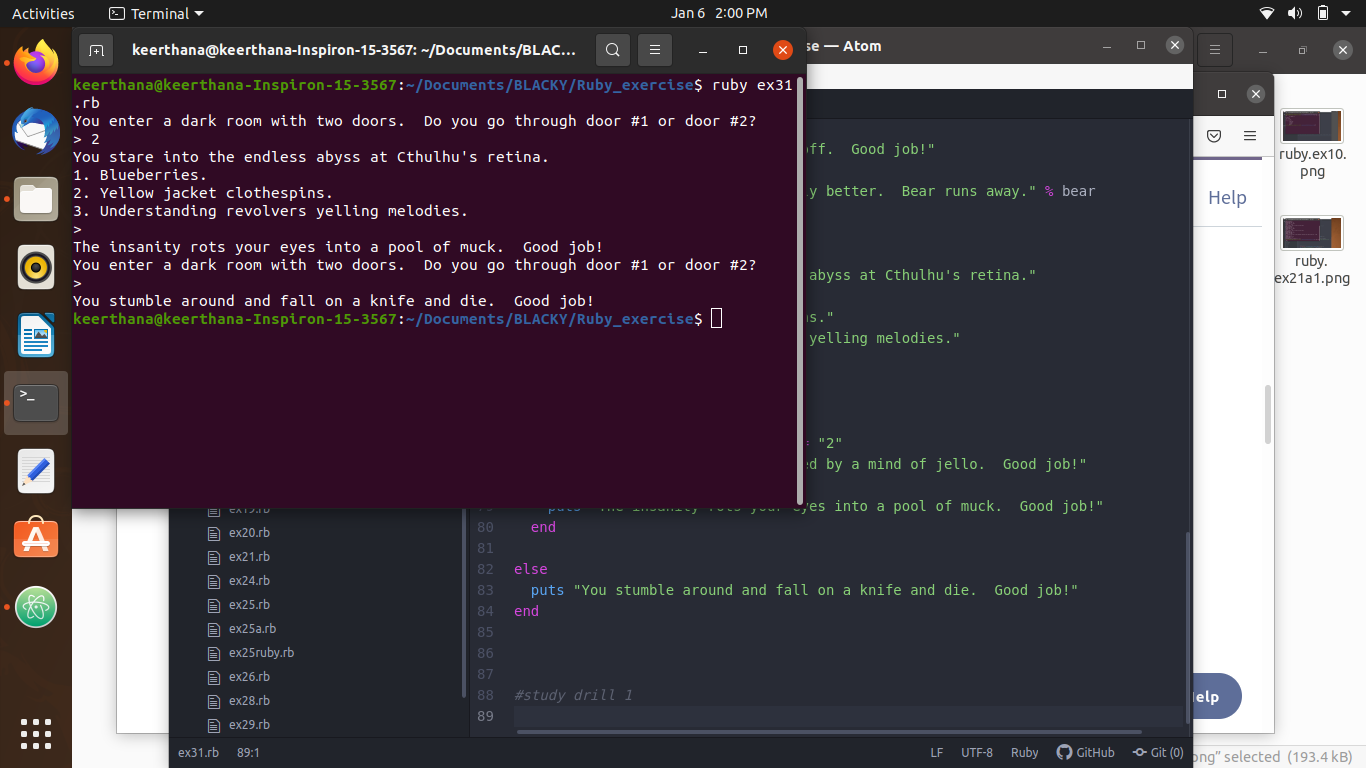 Activities
Terminal
Jan 6 2:00 PM
keerthana@keerthana-Inspiron-15-3567: ~/Documents/BLAC...
se — Atom
keerthana@keerthana-Inspiron-15-3567:~/Documents/BLACKY/Ruby_exercise$ ruby ex31
.rb
You enter a dark room with two doors.  Do you go through door #1 or door #2?
> 2
You stare into the endless abyss at Cthulhu's retina.
1. Blueberries.
2. Yellow jacket clothespins.
3. Understanding revolvers yelling melodies.
>
The insanity rots your eyes into a pool of muck.  Good job!
You enter a dark room with two doors.  Do you go through door #1 or door #2?
>
You stumble around and fall on a knife and die.  Good job!
keerthana@keerthana-Inspiron-15-3567:~/Documents/BLACKY/Ruby_exercise$
off.  Good job!"
ly better.  Bear runs away." % bear
abyss at Cthulhu's retina."
ns."
yelling melodies."
= "2"
ed by a mind of jello.  Good job!"
puts "The insanity rots your eyes into a pool of muck.  Good job!"
80 end
81
82 else
83 puts "You stumble around and fall on a knife and die.  Good job!"
84 end
85
86
87
88 #study drill 1
89
ex19.rb
ex20.rb
ex21.rb
ex24.rb
ex25.rb
ex25a.rb
ex25ruby.rb
ex26.rb
ex28.rb
ex29.rb
ex31.rb 89:1
LF UTF-8 Ruby GitHub Git (0)
Help
elp
ruby.ex10.
png
ruby.
ex21a1.png
png” selected (193.4 kB)